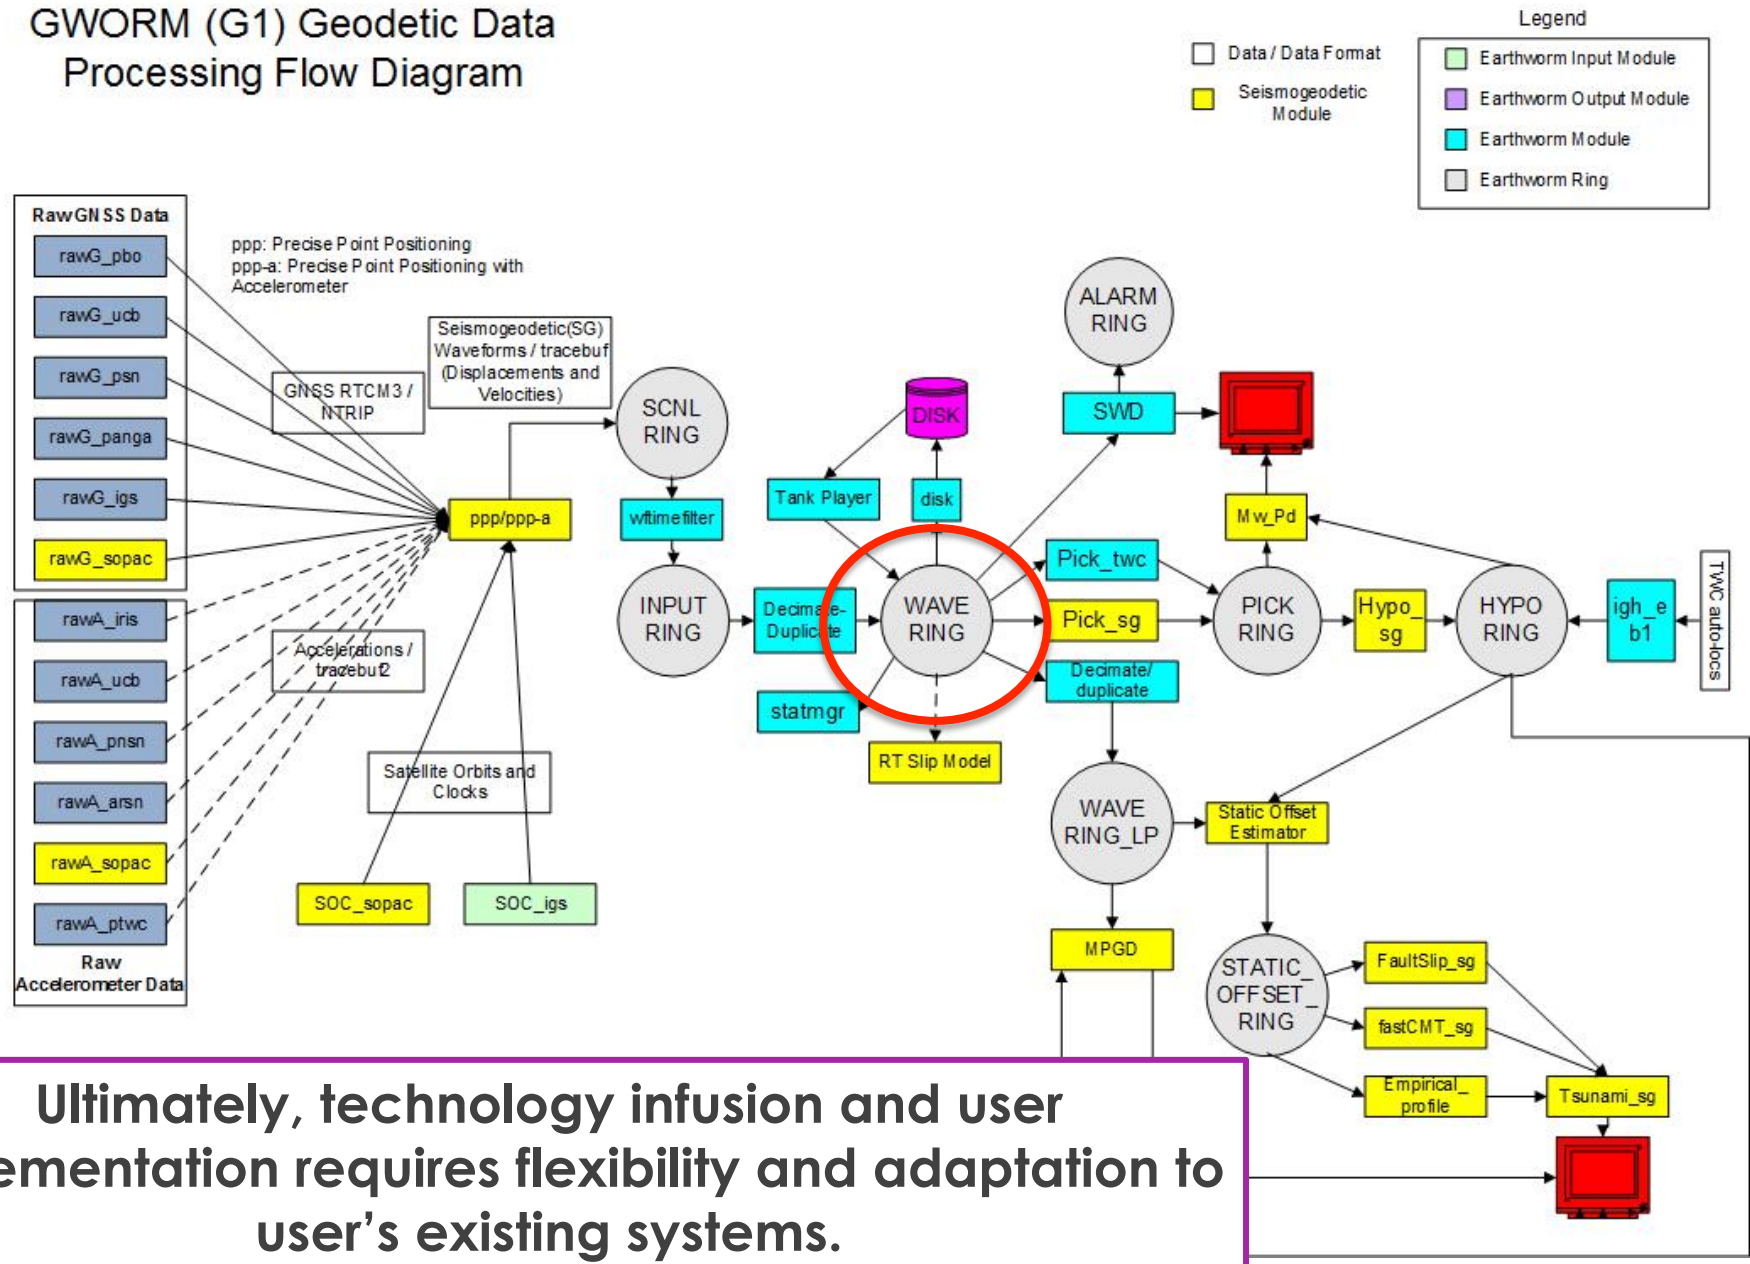 GWORM (G1) Geodetic Data
Processing Flow Diagram
Legend
Data / Data Format
Seismogeodetic
Module
Earthworm Input Module
Earthworm Output Module
Earthworm Module
Earthworm Ring
Raw GNSS Data
rawG_pbo
rawG_ucb
rawG_psn
rawG_panga
rawG_igs
rawG_sopac
rawA_iris
rawA_ucb
rawA_pnsn
rawA_arsn
rawA_sopac
rawA_ptwc
Raw
Accelerometer Data
ppp: Precise Point Positioning
ppp-a: Precise Point Positioning with
Accelerometer
GNSS RTCM3 /
NTRIP
Seismogeodetic(SG)
Waveforms / tracebuf
(Displacements and
Velocities)
Accelerations /
tracebuf2
Satellite Orbits and
Clocks
SOC_sopac
SOC_igs
ppp/ppp-a
SCNL
RING
wftimefilter
INPUT
RING
Decimate-
Duplicate
Tank Player
DISK
disk
WAVE
RING
statmgr
RT Slip Model
ALARM
RING
SWD
Pick_twc
Pick_sg
Decimate/
duplicate
WAVE
RING_LP
MPGD
Mw_Pd
PICK
RING
Hypo_
sg
HYPO
RING
igh_e
b1
TWC auto-locs
Static Offset
Estimator
STATIC_
OFFSET_
RING
FaultSlip_sg
fastCMT_sg
Empirical_
profile
Tsunami_sg
Ultimately, technology infusion and user
ementation requires flexibility and adaptation to
user's existing systems.